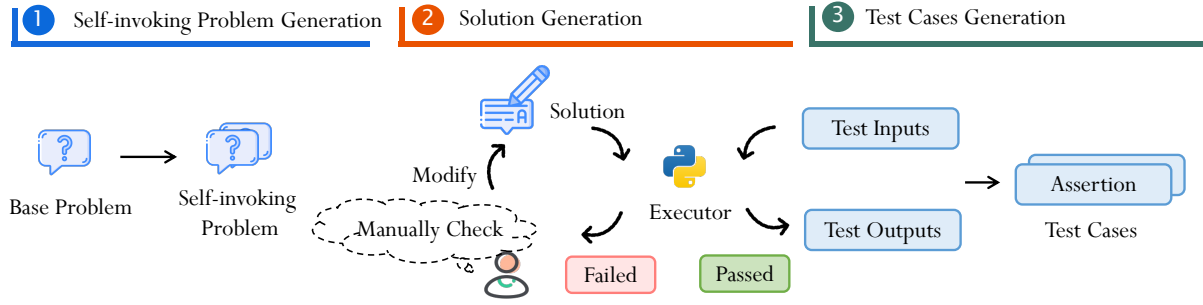 1 Self-invoking Problem Generation
2 Solution Generation
3 Test Cases Generation
?
Base Problem
?
Self-invoking
Problem
A
Solution
Modify
Manually Check
Executor
Failed
Passed
Test Inputs
Test Outputs
Assertion
Test Cases